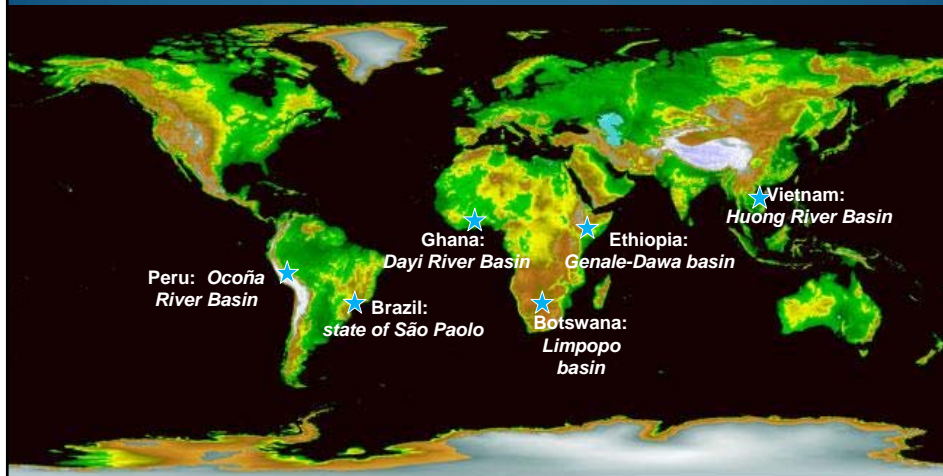 Vietnam:
Huong River Basin
Ghana:
Dayi River Basin
Ethiopia:
Genale-Dawa basin
Peru: Ocoña
River Basin
Brazil:
state of São Paolo
Botswana:
Limpopo
basin